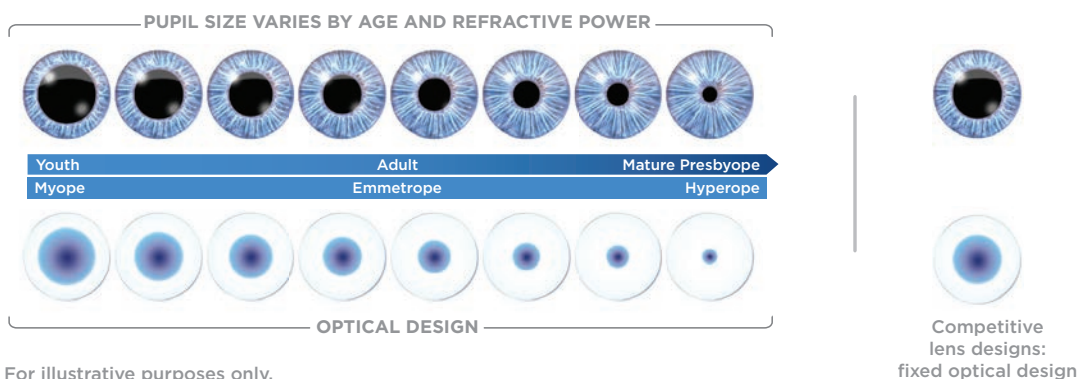 PUPIL SIZE VARIES BY AGE AND REFRACTIVE POWER
Youth Adult Mature Presbyope
Myope Emmetrope Hyperope
OPTICAL DESIGN
For illustrative purposes only.
Competitive
lens designs:
fixed optical design